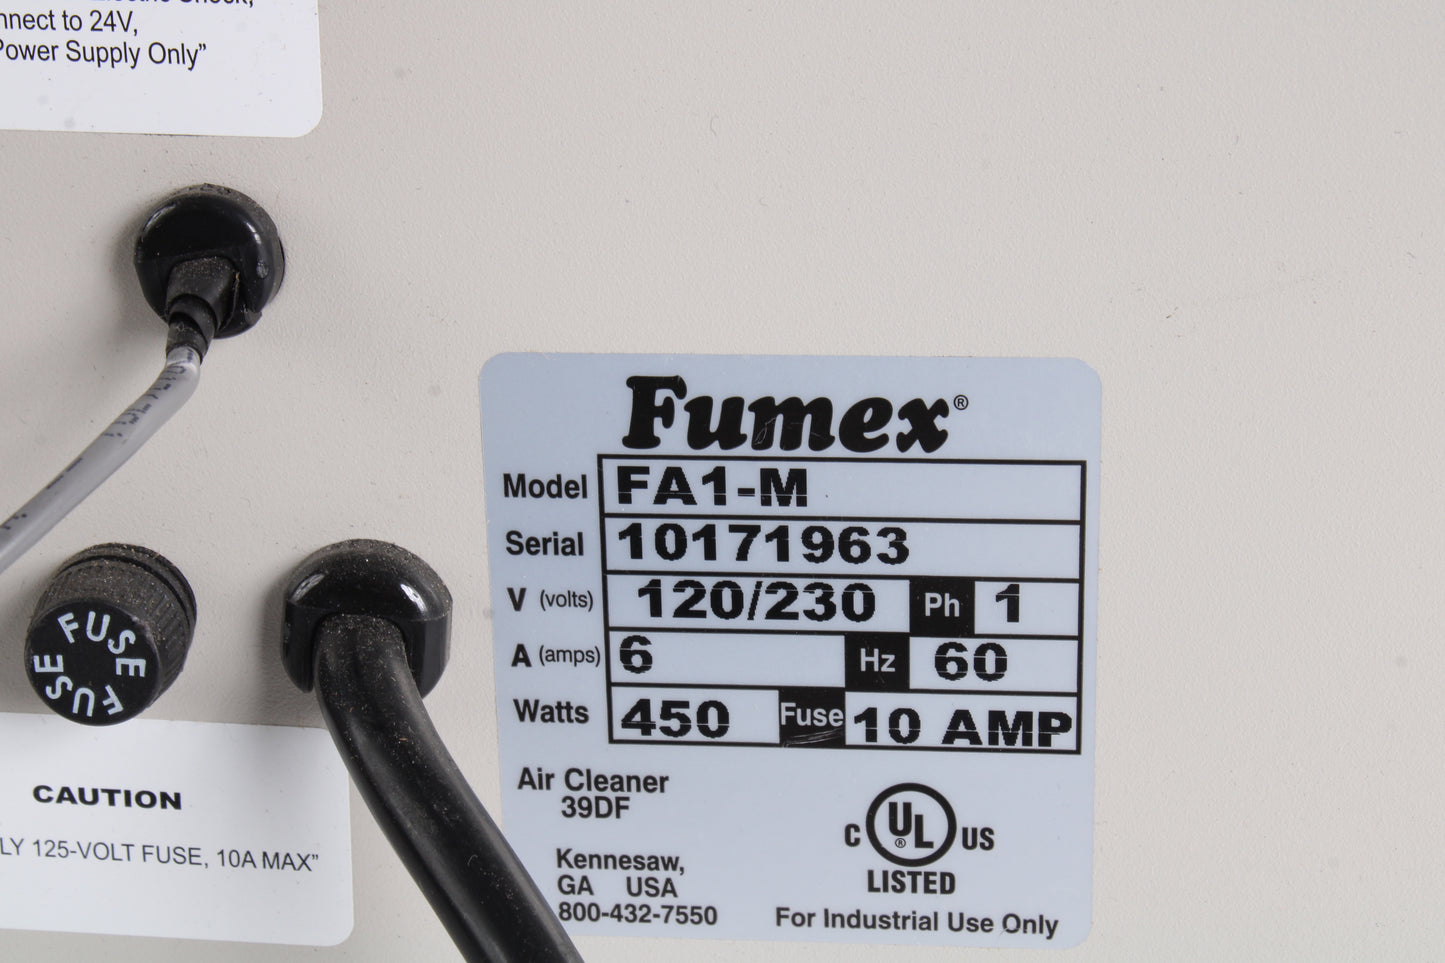 Electric Shock,
nnect to 24V,
Power Supply Only”
Fumex®
Model FA1-M
Serial 10171963
V (volts) 120/230 Ph 1
A (amps) 6 Hz 60
Watts 450 Fuse 10 AMP
Air Cleaner
39DF
C UL® US
LISTED
Kennesaw,
GA USA
800-432-7550
For Industrial Use Only
FUSE
FUSE
CAUTION
LY 125-VOLT FUSE, 10A MAX”